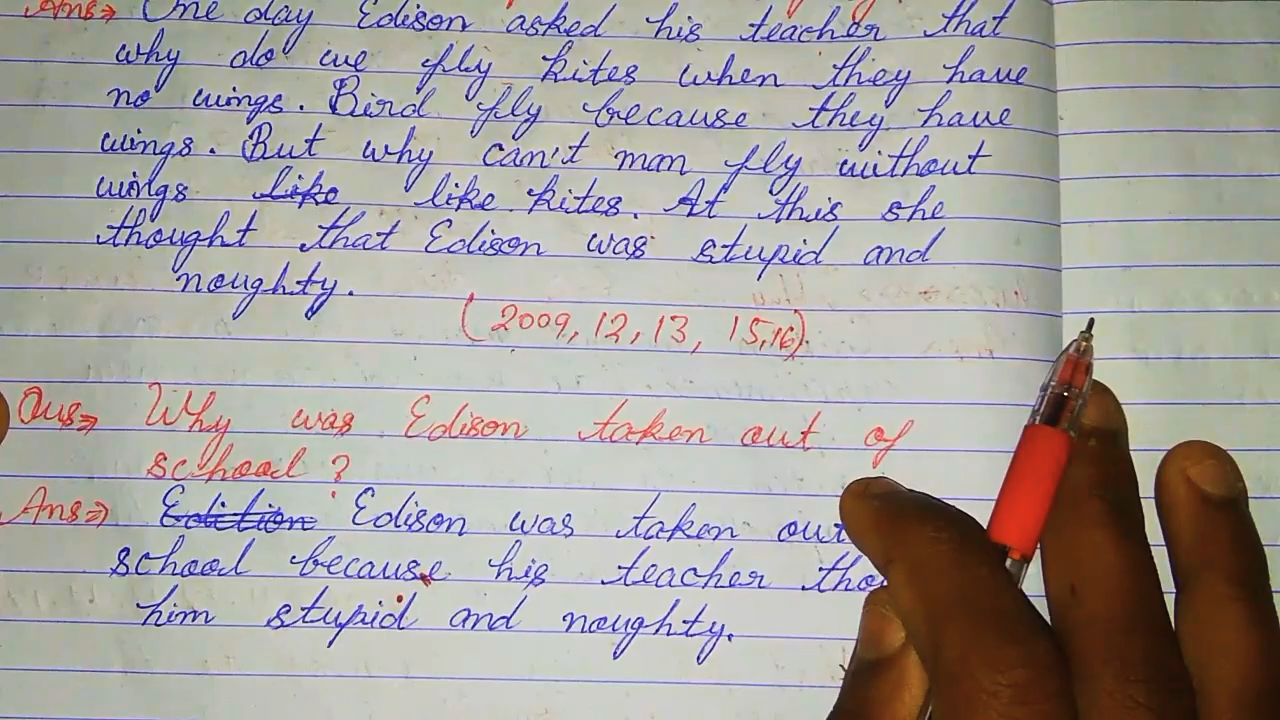 Ans⇒ One day Edison asked his teacher that
why do we fly kites when they have
no wings. Bird fly because they have
wings. But why can't man fly without
wings like like kites. At this she
thought that Edison was stupid and
noughty.
(2009, 12, 13, 15, 16)
Qus⇒ Why was Edison taken out of
school ?
Ans⇒ Edition Edison was taken out
school because his teacher tho
him stupid and noughty.